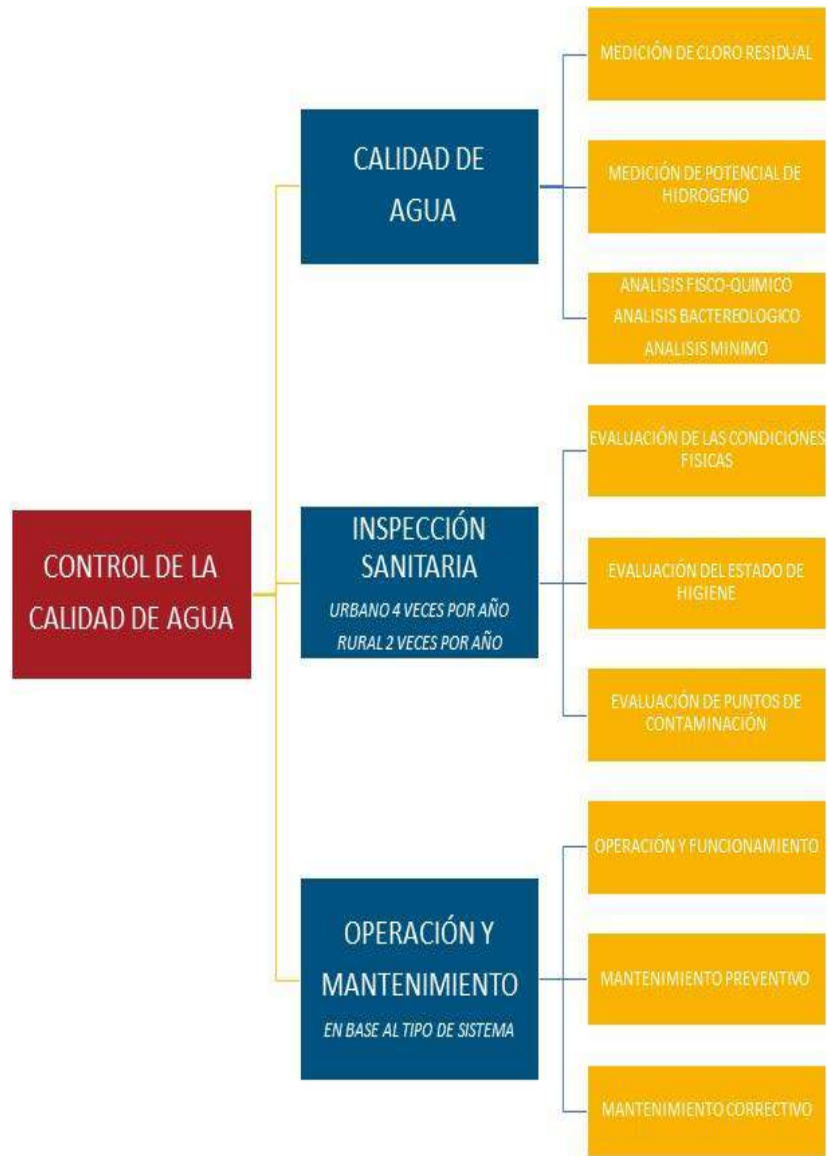 CONTROL DE LA
CALIDAD DE AGUA
CALIDAD DE
AGUA
MEDICIÓN DE CLORO RESIDUAL
MEDICIÓN DE POTENCIAL DE
HIDROGENO
ANALISIS FISCO-QUIMICO
ANALISIS BACTEREOLOGICO
ANALISIS MINIMO
INSPECCIÓN
SANITARIA
URBANO 4 VECES POR AÑO
RURAL 2 VECES POR AÑO
EVALUACIÓN DE LAS CONDICIONES
FISICAS
EVALUACIÓN DEL ESTADO DE
HIGIENE
EVALUACIÓN DE PUNTOS DE
CONTAMINACIÓN
OPERACIÓN Y
MANTENIMIENTO
EN BASE AL TIPO DE SISTEMA
OPERACIÓN Y FUNCIONAMIENTO
MANTENIMIENTO PREVENTIVO
MANTENIMIENTO CORRECTIVO